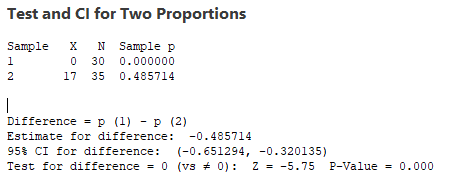 Test and CI for Two Proportions
Sample X N Sample p
1 0 30 0.000000
2 17 35 0.485714
Difference = p (1) - p (2)
Estimate for difference: -0.485714
95% CI for difference: (-0.651294, -0.320135)
Test for difference = 0 (vs ≠ 0): Z = -5.75 P-Value = 0.000